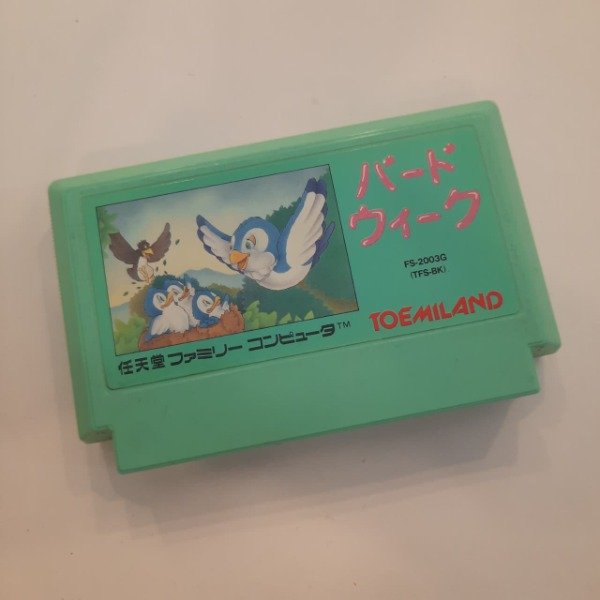 バード
ウィーク
FS-2003G
(TFS-BK)
TOEMILAND
任天堂 ファミリー コンピュータ™